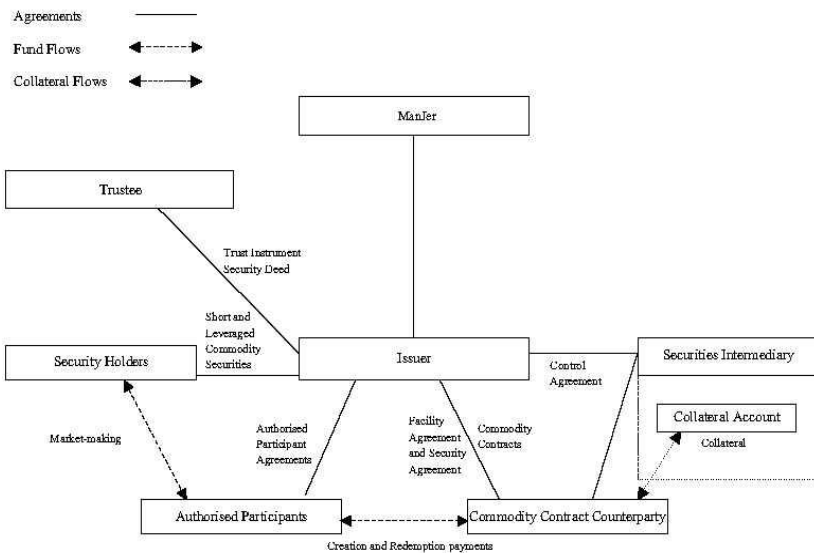 Agreements
Fund Flows
Collateral Flows
ManJer
Trustee
Trust Instrument
Security Deed
Short and
Leveraged
Commodity
Securities
Security Holders
Issuer
Securities Intermediary
Control
Agreement
Collateral Account
Collateral
Authorised
Participant
Agreements
Facility
Agreement
and Security
Agreement
Commodity
Contracts
Market-making
Authorised Participants
Commodity Contract Counterparty
Creation and Redemption payments